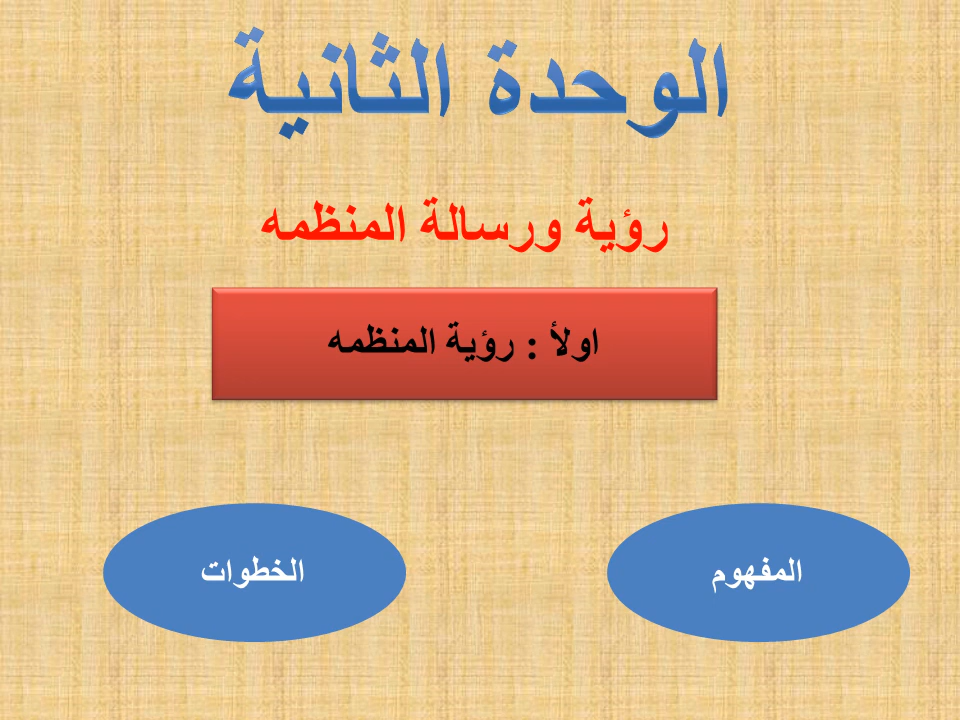 الوحدة الثانية
رؤية ورسالة المنظمه
اولأ : رؤية المنظمه
المفهوم
الخطوات